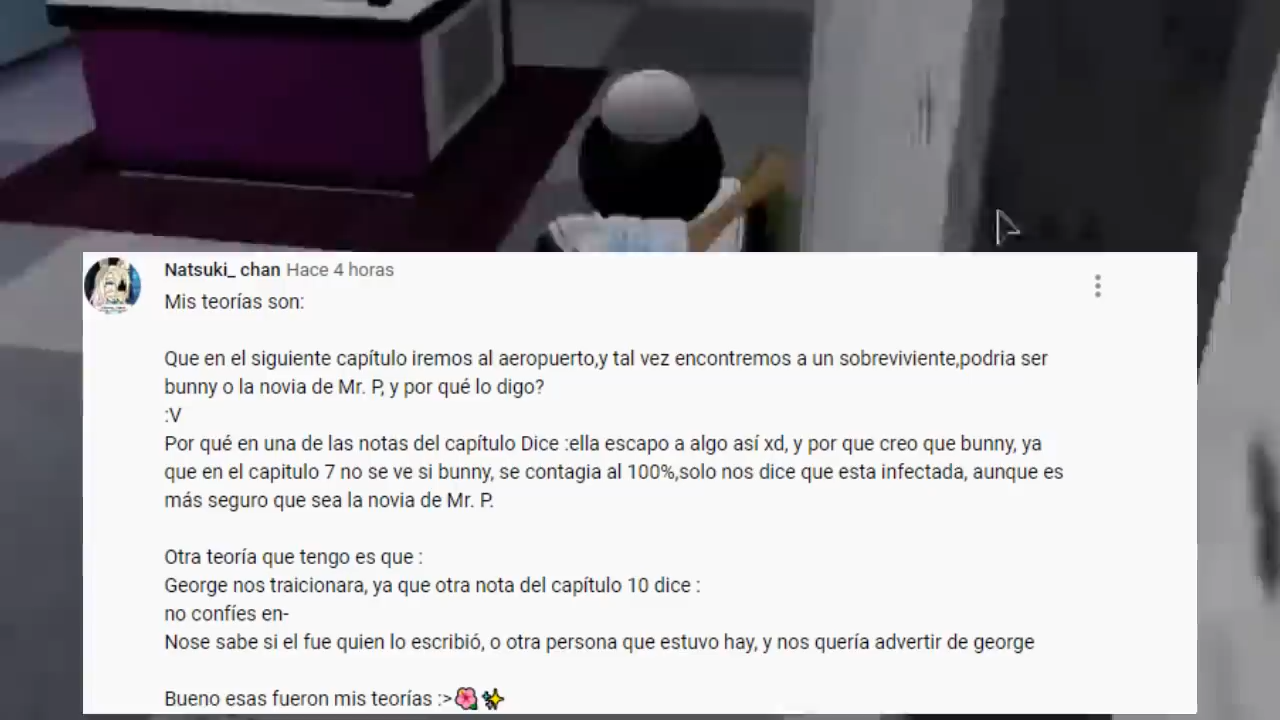 Natsuki_ chan Hace 4 horas
Mis teorías son:
Que en el siguiente capítulo iremos al aeropuerto,y tal vez encontremos a un sobreviviente,podria ser
bunny o la novia de Mr. P, y por qué lo digo?
:V
Por qué en una de las notas del capítulo Dice :ella escapo a algo así xd, y por que creo que bunny, ya
que en el capitulo 7 no se ve si bunny, se contagia al 100%,solo nos dice que esta infectada, aunque es
más seguro que sea la novia de Mr. P.
Otra teoría que tengo es que :
George nos traicionara, ya que otra nota del capítulo 10 dice :
no confíes en-
Nose sabe si el fue quien lo escribió, o otra persona que estuvo hay, y nos quería advertir de george
Bueno esas fueron mis teorías :>🌺✨